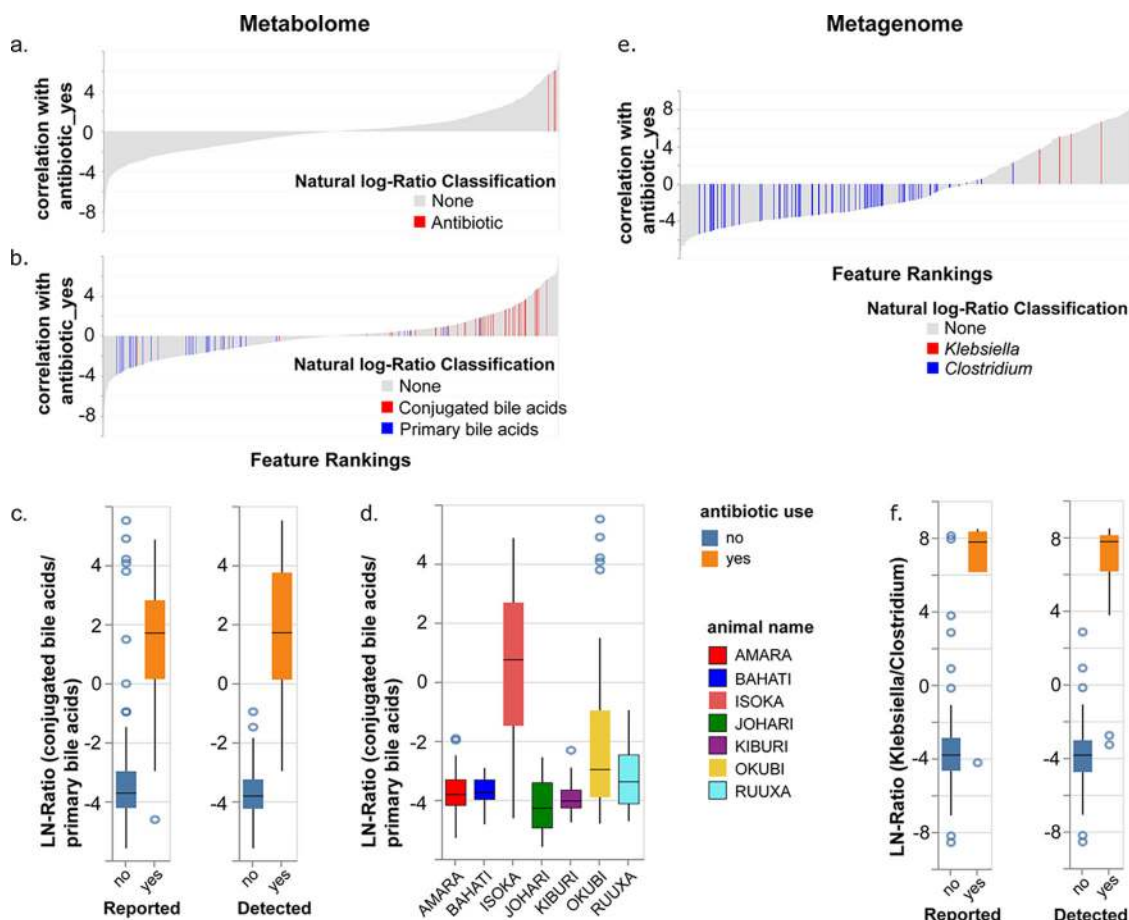 Metabolome
Metagenome
a.
correlation with
antibiotic_yes
4
0
-4
-8
Natural log-Ratio Classification
None
Antibiotic
b.
correlation with
antibiotic_yes
4
0
-4
-8
Natural log-Ratio Classification
None
Conjugated bile acids
Primary bile acids
Feature Rankings
e.
correlation with
antibiotic_yes
8
4
0
-4
Feature Rankings
Natural log-Ratio Classification
None
Klebsiella
Clostridium
c.
LN-Ratio (conjugated bile acids/
primary bile acids)
4
2
0
-2
-4
no
yes
Reported
no
yes
Detected
d.
LN-Ratio (conjugated bile acids/
primary bile acids)
4
2
0
-2
-4
AMARA
BAHATI
ISOKA
JOHARI
KIBURI
OKUBI
RUUXA
antibiotic use
no
yes
animal name
AMARA
BAHATI
ISOKA
JOHARI
KIBURI
OKUBI
RUUXA
f.
LN-Ratio (Klebsiella/Clostridium)
8
4
0
-4
-8
no
yes
Reported
8
4
0
-4
-8
no
yes
Detected